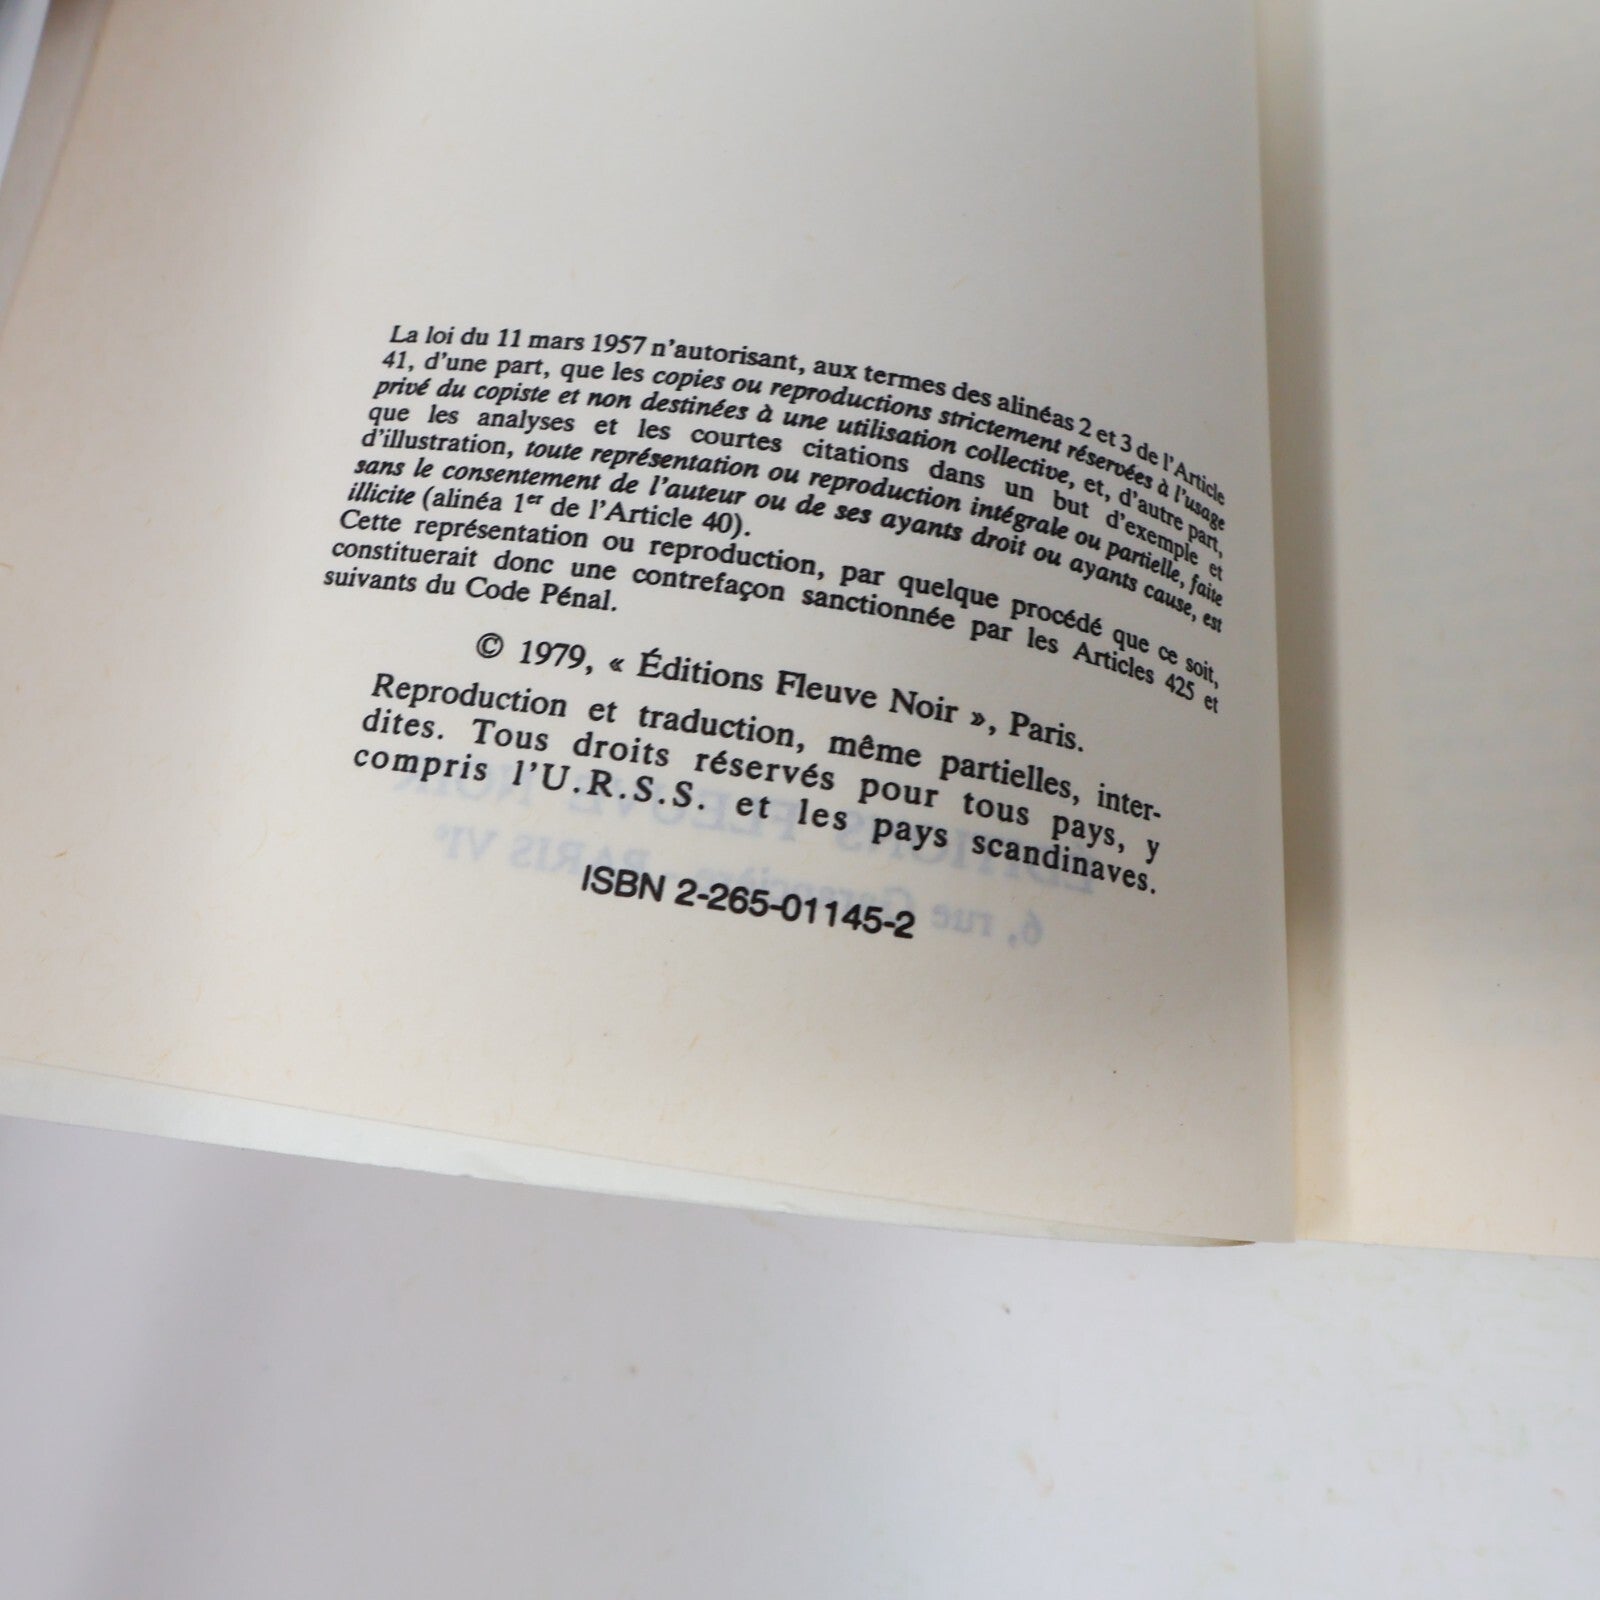 La loi du 11 mars 1957 n'autorisant, aux termes des alinéas 2 et 3 de l'Article
41, d'une part, que les copies ou reproductions strictement réservées à l'usage
privé du copiste et non destinées à une utilisation collective, et, d'autre part,
que les analyses et les courtes citations dans un but d'exemple et
d'illustration, toute représentation ou reproduction intégrale ou partielle, faite
sans le consentement de l'auteur ou de ses ayants droit ou ayants cause, est
illicite (alinéa 1er de l'Article 40).
Cette représentation ou reproduction, par quelque procédé que ce soit,
constituerait donc une contrefaçon sanctionnée par les Articles 425 et
suivants du Code Pénal.
© 1979, « Éditions Fleuve Noir », Paris.
Reproduction et traduction, même partielles, inter-
dites. Tous droits réservés pour tous pays, y
compris l'U.R.S.S. et les pays scandinaves.
ISBN 2-265-01145-2